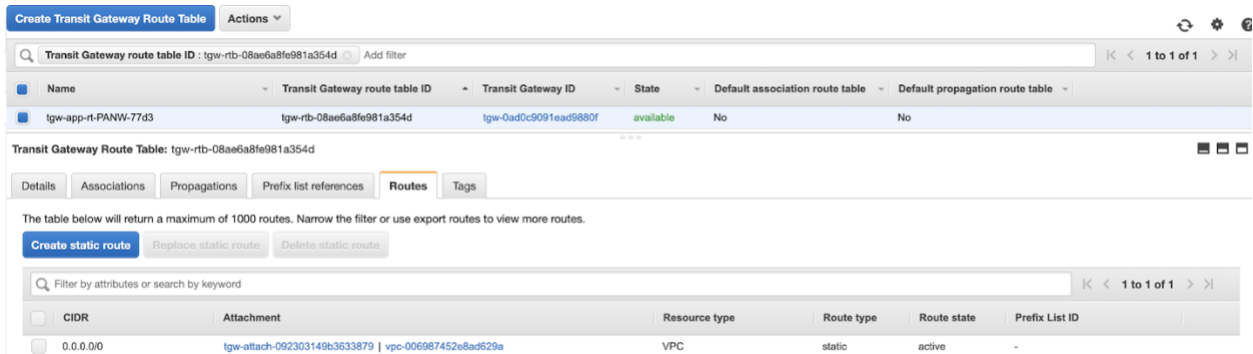 Create Transit Gateway Route Table Actions
Transit Gateway route table ID : tgw-rtb-08ae6a8fe981a354d Add filter 1 to 1 of 1
Name Transit Gateway route table ID Transit Gateway ID State Default association route table Default propagation route table
tgw-app-rt-PANW-77d3 tgw-rtb-08ae6a8fe981a354d tgw-0ad0c9091ead9880f available No No
Transit Gateway Route Table: tgw-rtb-08ae6a8fe981a354d
Details Associations Propagations Prefix list references Routes Tags
The table below will return a maximum of 1000 routes. Narrow the filter or use export routes to view more routes.
Create static route Replace static route Delete static route
Filter by attributes or search by keyword 1 to 1 of 1
CIDR Attachment Resource type Route type Route state Prefix List ID
0.0.0.0/0 tgw-attach-092303149b3633879 | vpc-006987452e8ad629a VPC static active -